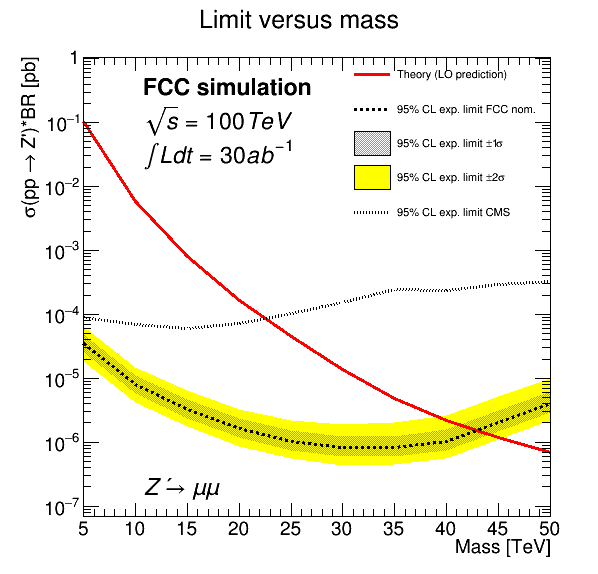 Limit versus mass
σ(pp → Z')*BR [pb]
1
10⁻¹
10⁻²
10⁻³
10⁻⁴
10⁻⁵
10⁻⁶
10⁻⁷
FCC simulation
√s = 100 TeV
∫Ldt = 30ab⁻¹
Theory (LO prediction)
95% CL exp. limit FCC nom.
95% CL exp. limit ±1σ
95% CL exp. limit ±2σ
95% CL exp. limit CMS
Z′→ μμ
5 10 15 20 25 30 35 40 45 50
Mass [TeV]